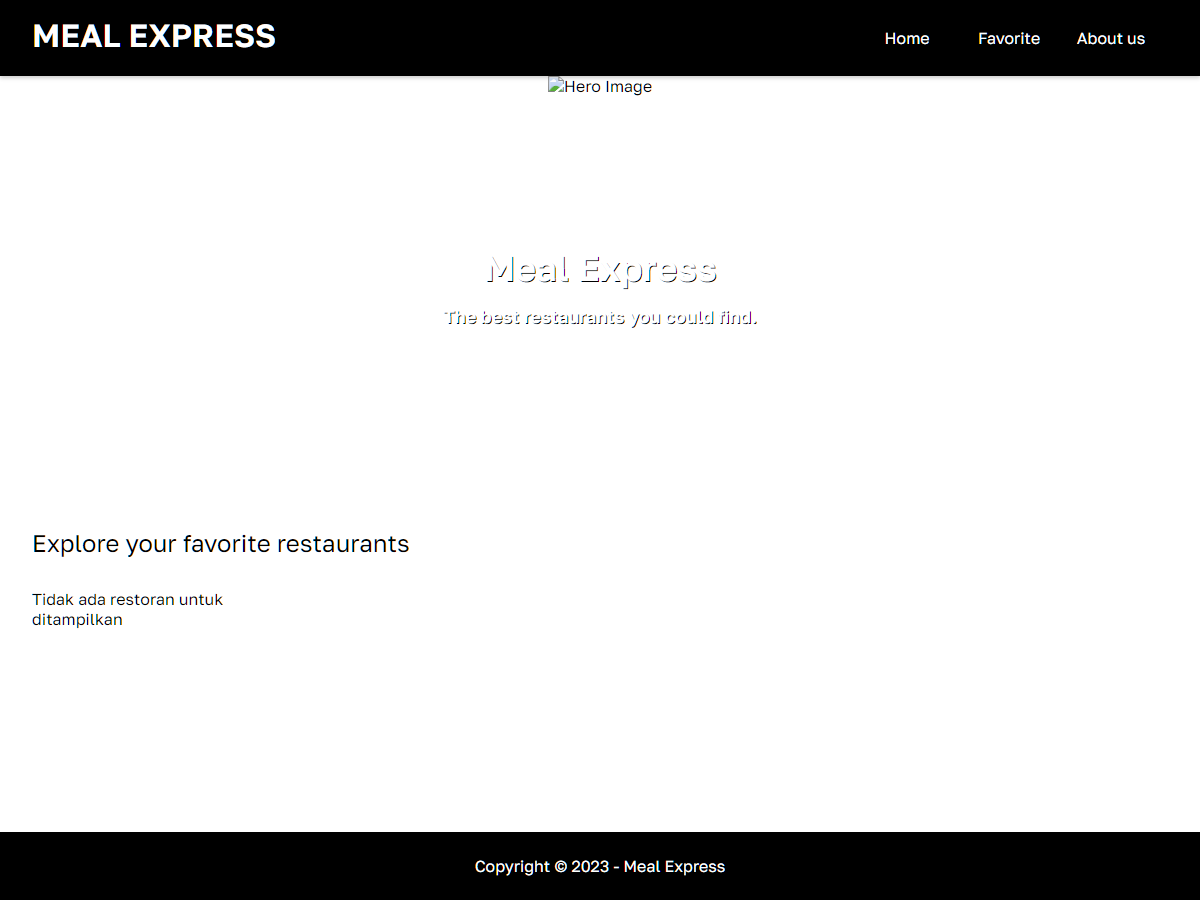 MEAL EXPRESS
Home Favorite About us
Hero Image
Meal Express
The best restaurants you could find.
Explore your favorite restaurants
Tidak ada restoran untuk
ditampilkan
Copyright © 2023 - Meal Express